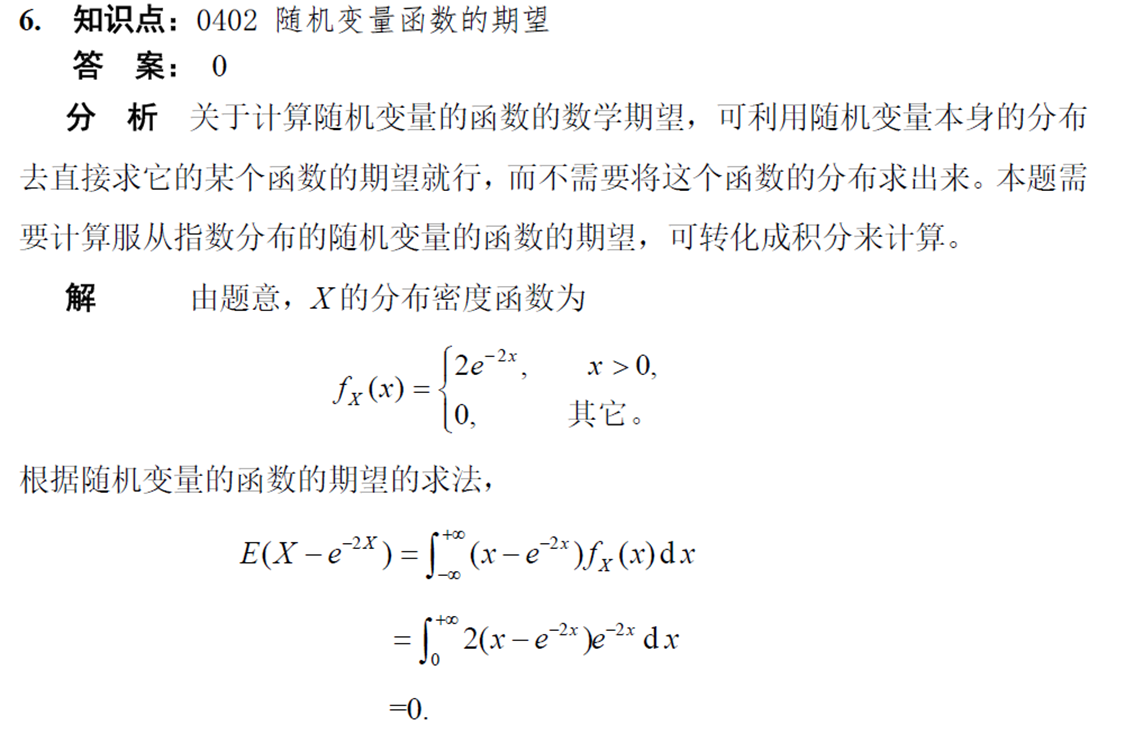 6. 知识点：0402 随机变量函数的期望
答 案： 0
分 析 关于计算随机变量的函数的数学期望，可利用随机变量本身的分布
去直接求它的某个函数的期望就行，而不需要将这个函数的分布求出来。本题需
要计算服从指数分布的随机变量的函数的期望，可转化成积分来计算。
解 由题意，X的分布密度函数为
f_X(x) = { 2e^{-2x}, x > 0,
0, 其它。
根据随机变量的函数的期望的求法，
E(X − e^{-2X}) = ∫_{-∞}^{+∞} (x − e^{-2x}) f_X(x) dx
= ∫_0^{+∞} 2(x − e^{-2x})e^{-2x} dx
=0.